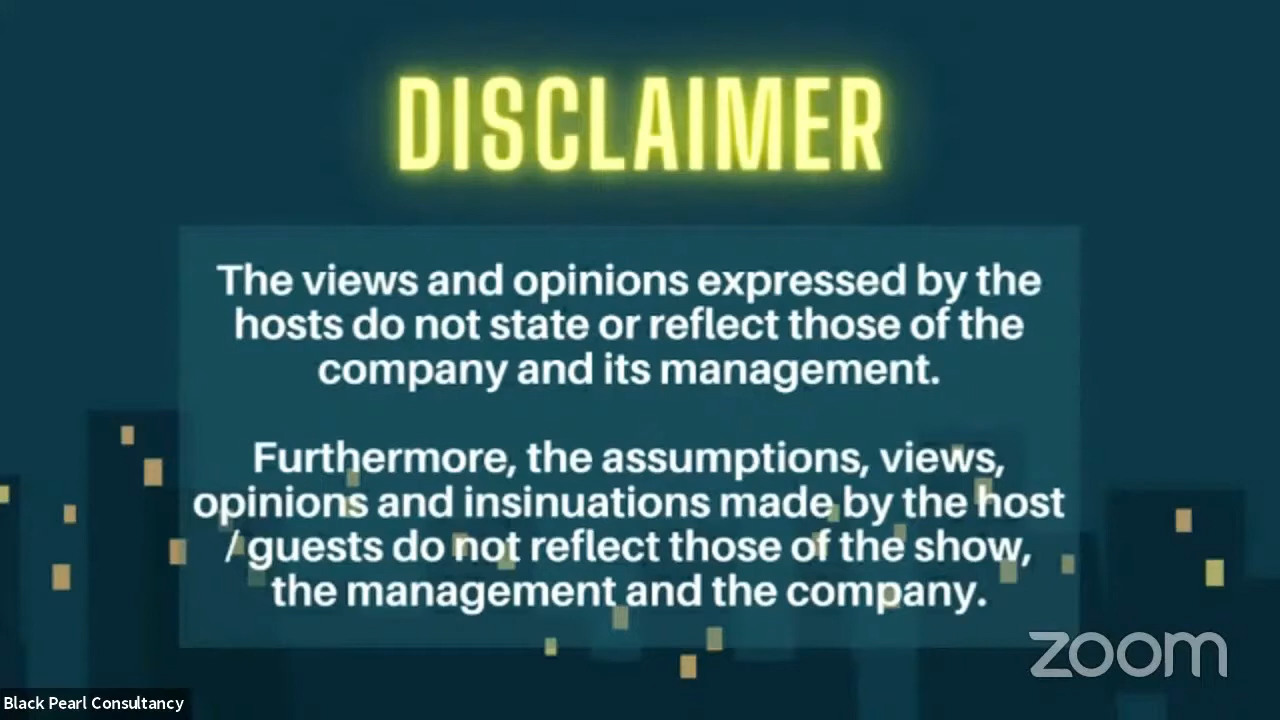 DISCLAIMER
The views and opinions expressed by the
hosts do not state or reflect those of the
company and its management.
Furthermore, the assumptions, views,
opinions and insinuations made by the host
/ guests do not reflect those of the show,
the management and the company.
zoom
Black Pearl Consultancy